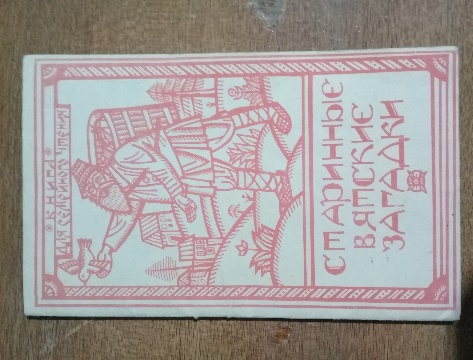 КНИГА
для семейного чтения
СТАРИННЫЕ
ВЯТСКИЕ
ЗАГАДКИ